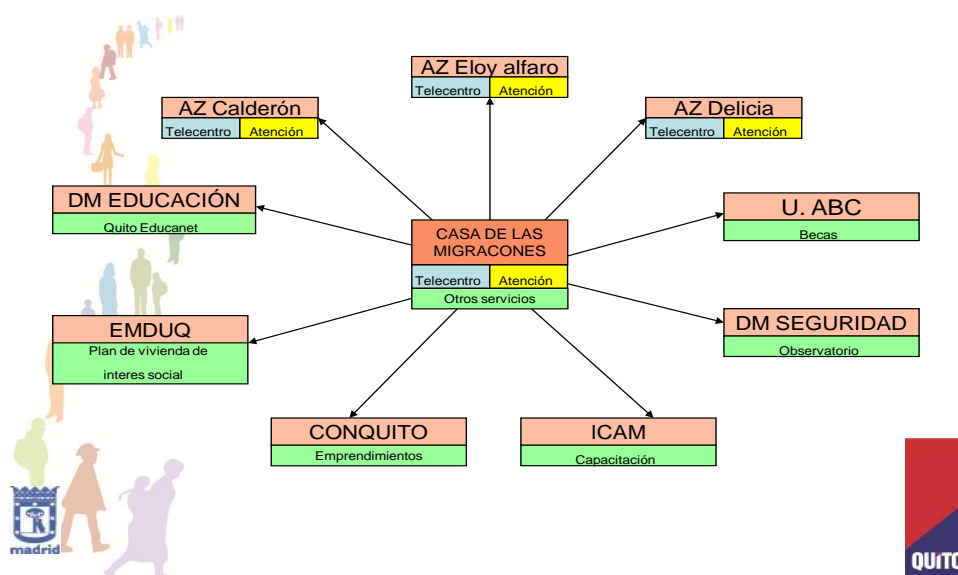 AZ Eloy alfaro
Telecentro Atención
AZ Calderón
Telecentro Atención
AZ Delicia
Telecentro Atención
DM EDUCACIÓN
Quito Educanet
U. ABC
Becas
CASA DE LAS
MIGRACONES
Telecentro Atención
Otros servicios
EMDUQ
Plan de vivienda de
interes social
DM SEGURIDAD
Observatorio
CONQUITO
Emprendimientos
ICAM
Capacitación
madrid
QUITO